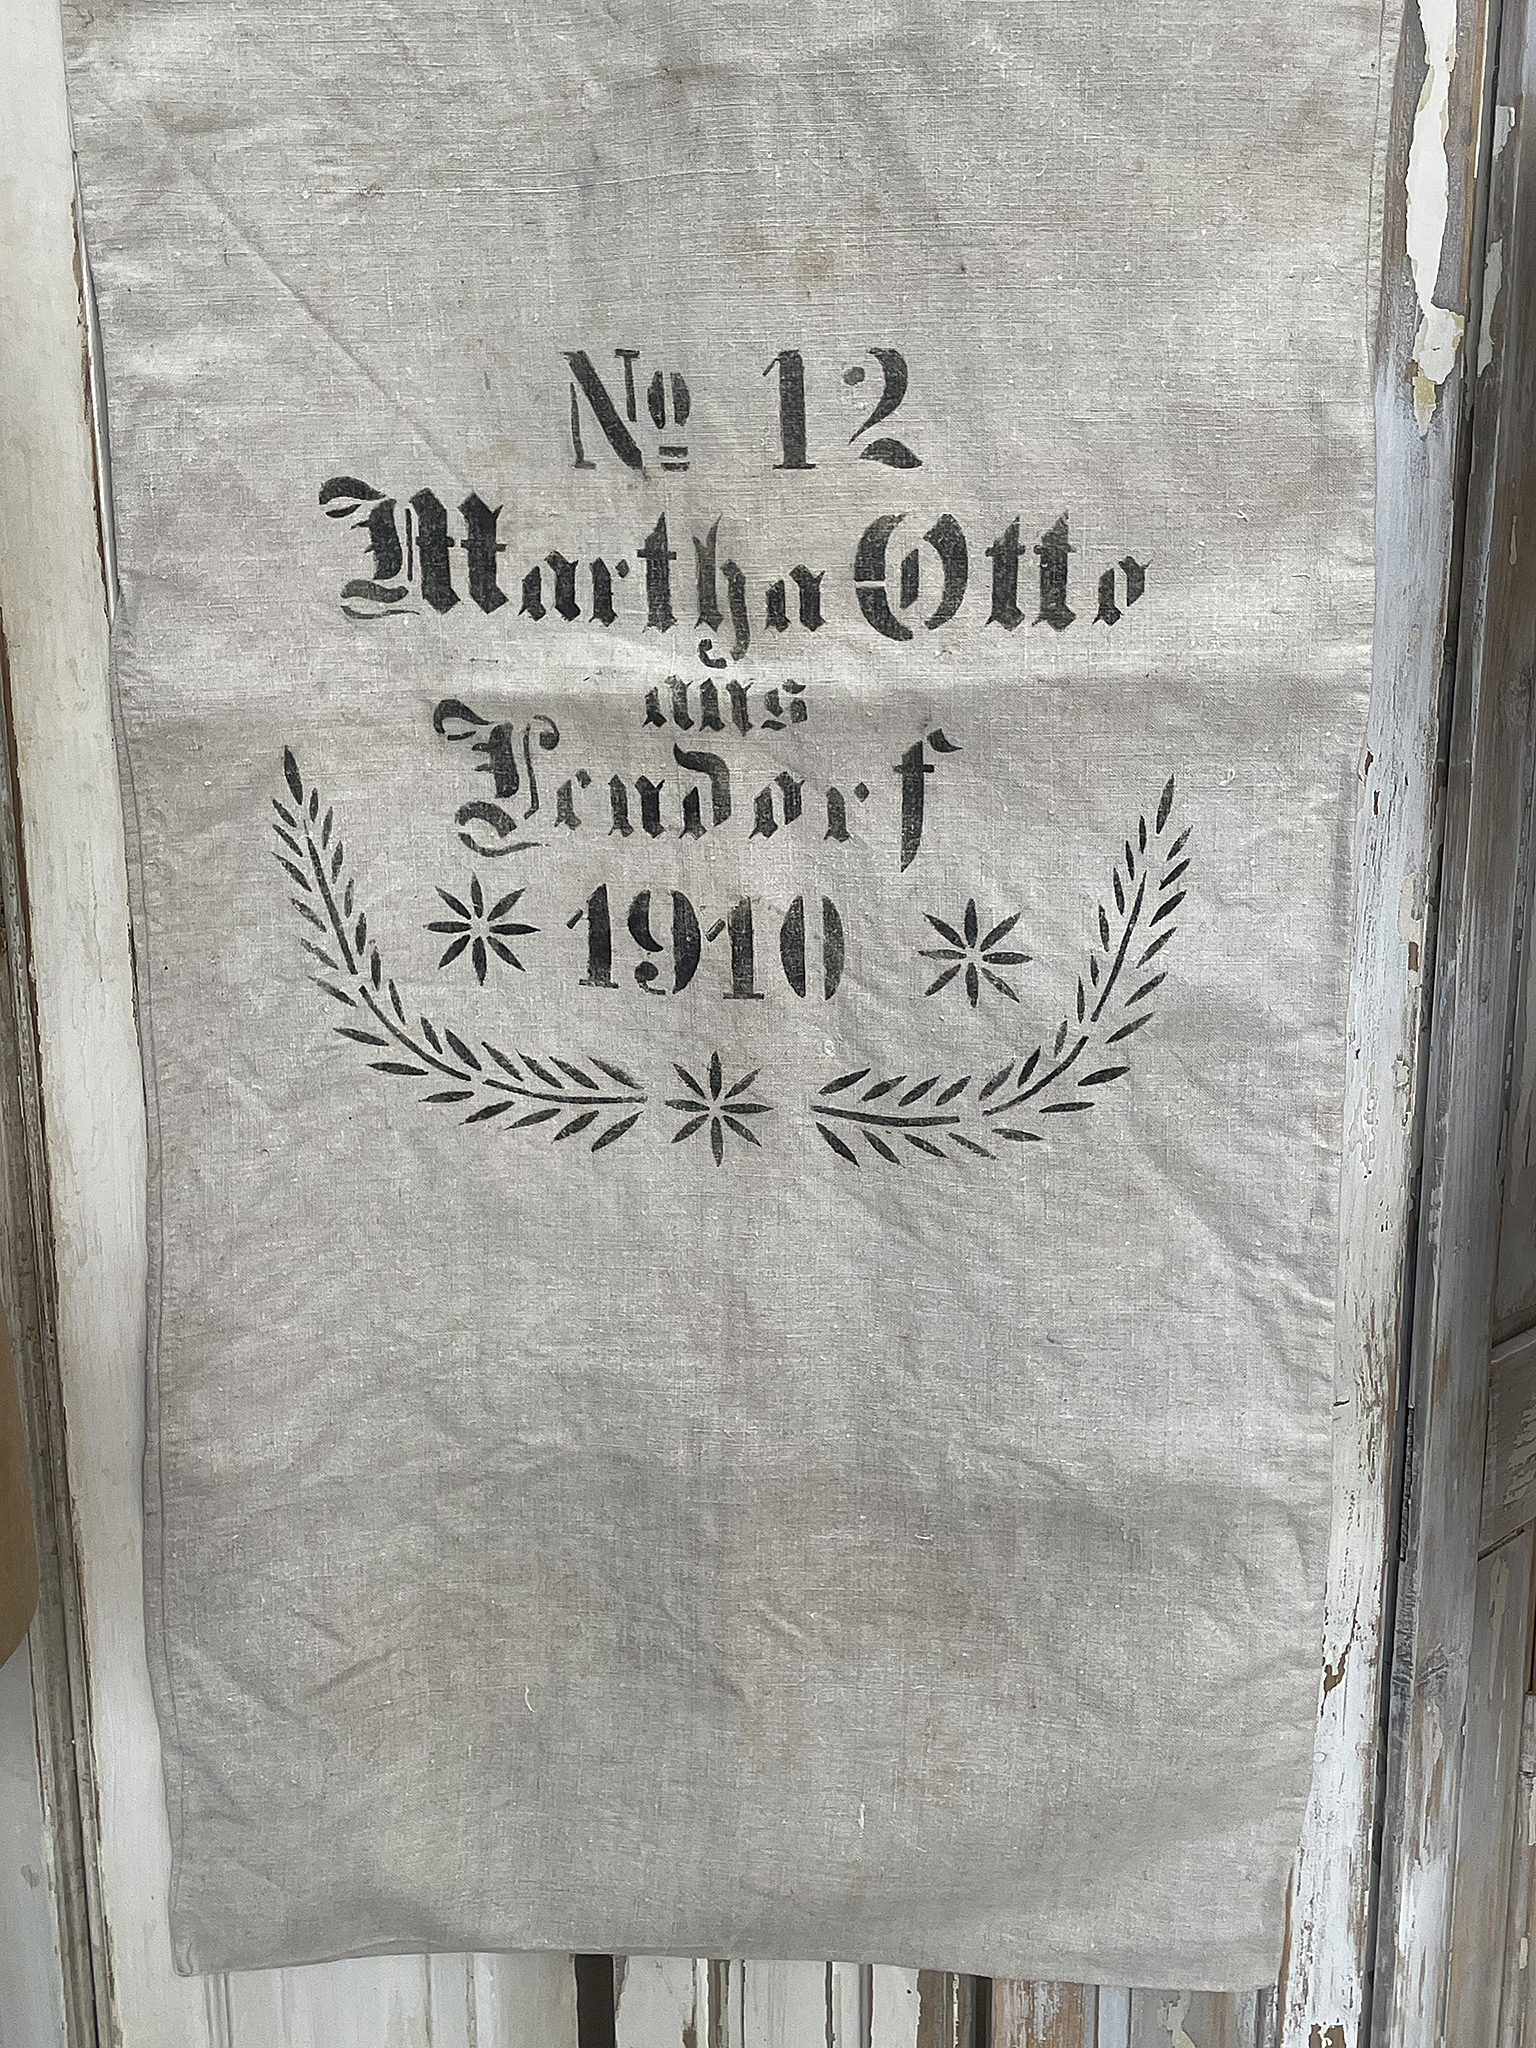 No 12
Martha Otto
aus
Lendorf
1910